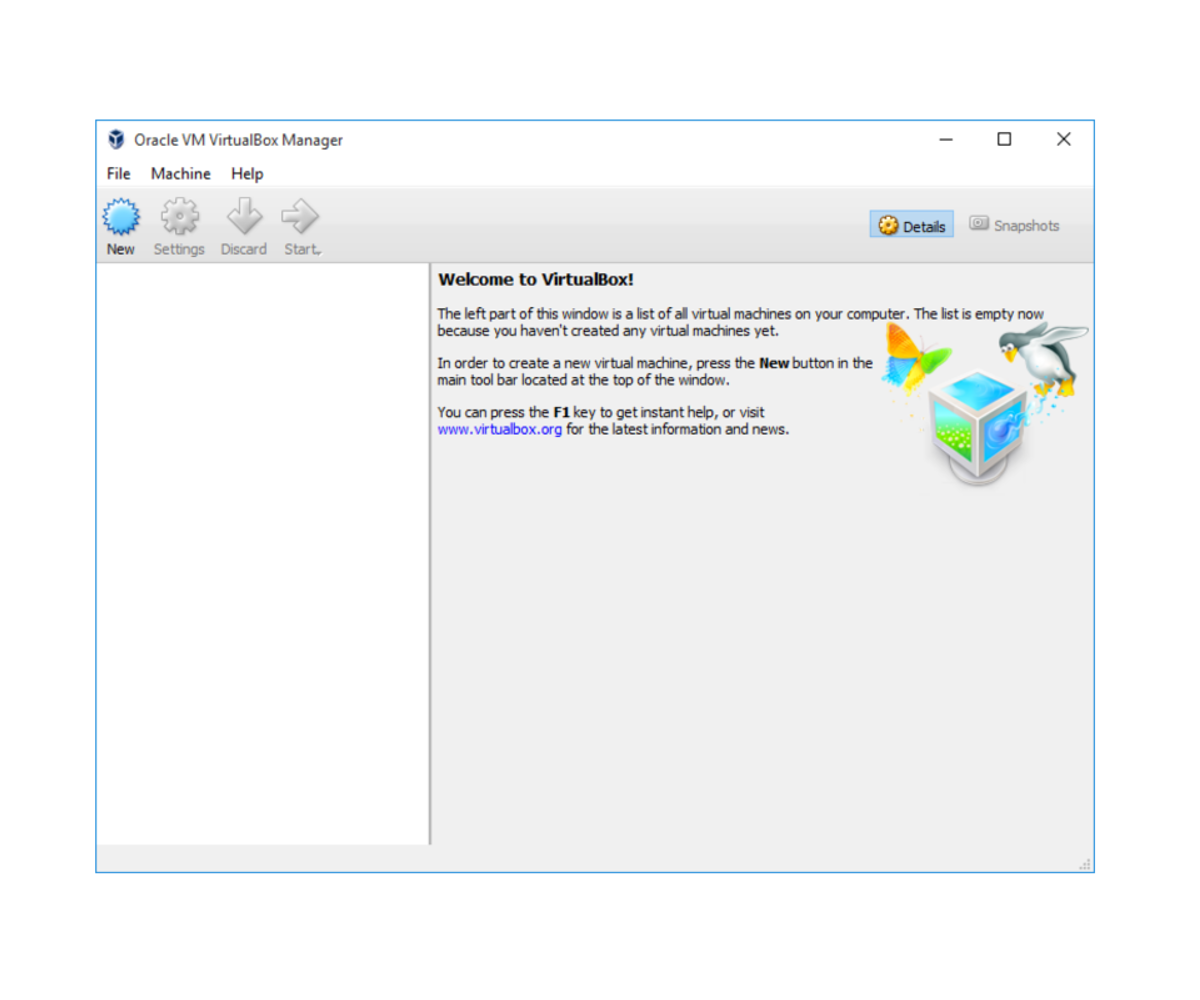 Oracle VM VirtualBox Manager
File Machine Help
New Settings Discard Start
Details Snapshots
Welcome to VirtualBox!
The left part of this window is a list of all virtual machines on your computer. The list is empty now
because you haven't created any virtual machines yet.
In order to create a new virtual machine, press the New button in the
main tool bar located at the top of the window.
You can press the F1 key to get instant help, or visit
www.virtualbox.org for the latest information and news.